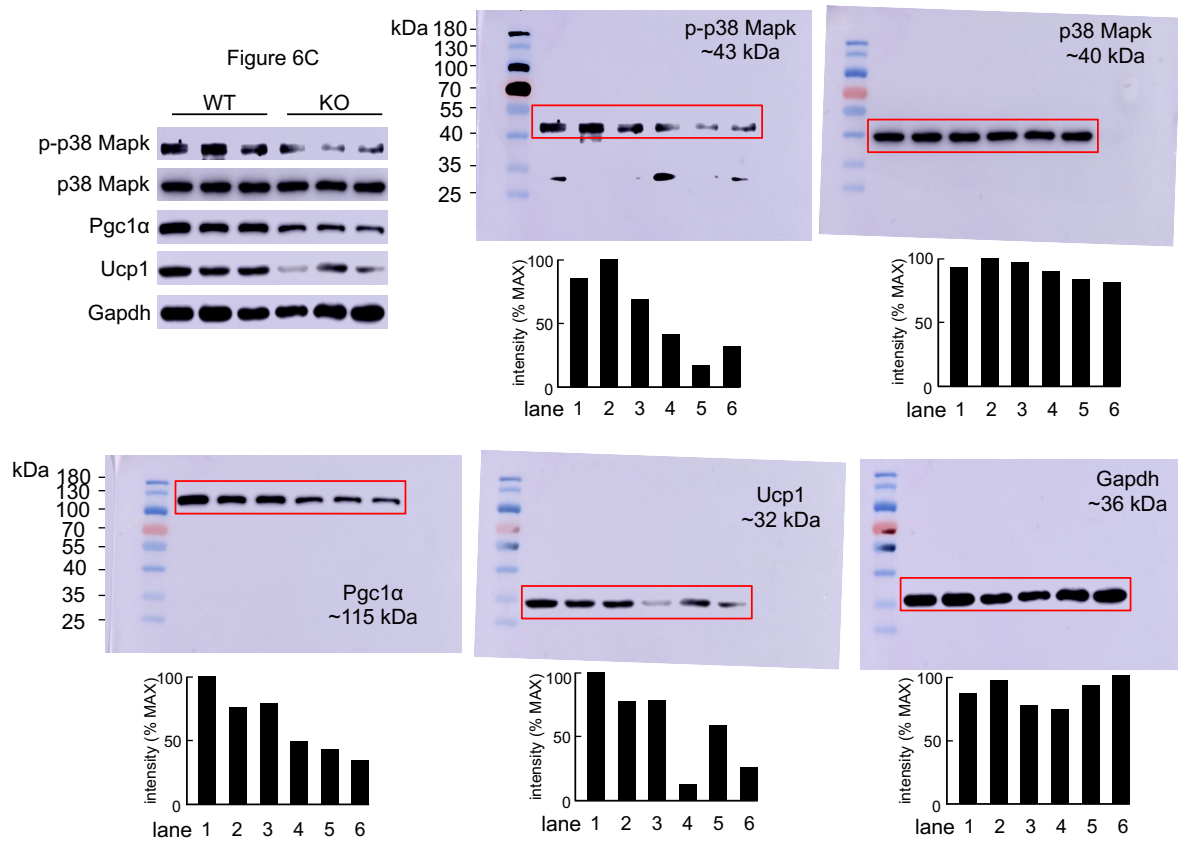 Figure 6C
WT KO
p-p38 Mapk
p38 Mapk
Pgc1α
Ucp1
Gapdh
kDa 180
130
100
70
55
40
35
25
p-p38 Mapk
~43 kDa
p38 Mapk
~40 kDa
intensity (% MAX)
100
50
0
lane 1 2 3 4 5 6
intensity (% MAX)
100
50
0
lane 1 2 3 4 5 6
kDa 180
130
100
70
55
40
35
25
Pgc1α
~115 kDa
Ucp1
~32 kDa
Gapdh
~36 kDa
intensity (% MAX)
100
50
0
lane 1 2 3 4 5 6
intensity (% MAX)
100
50
0
lane 1 2 3 4 5 6
intensity (% MAX)
100
50
0
lane 1 2 3 4 5 6